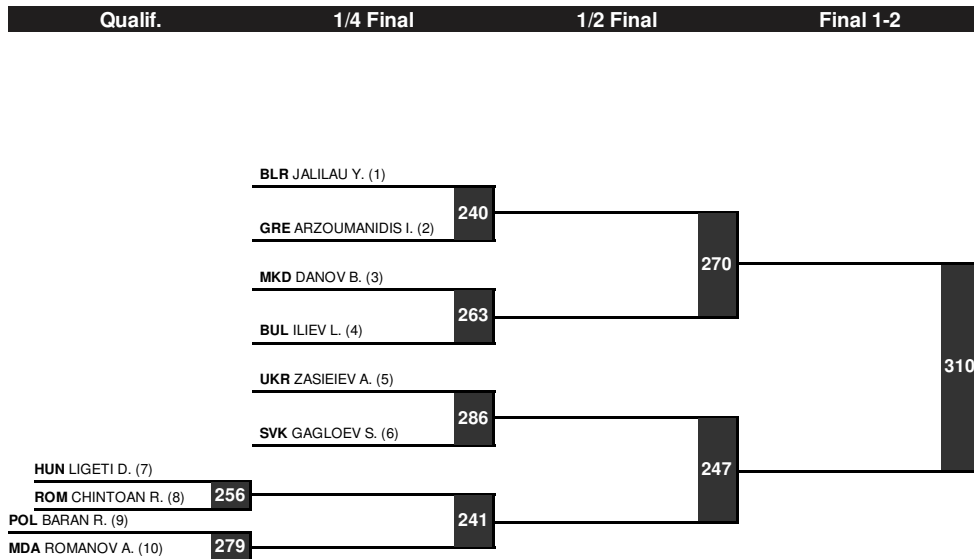 Qualif. 1/4 Final 1/2 Final Final 1-2
BLR JALILAU Y. (1)
240
GRE ARZOUMANIDIS I. (2)
270
MKD DANOV B. (3)
263
BUL ILIEV L. (4)
310
UKR ZASIEIEV A. (5)
286
SVK GAGLOEV S. (6)
247
HUN LIGETI D. (7)
ROM CHINTOAN R. (8) 256
POL BARAN R. (9)
241
MDA ROMANOV A. (10) 279